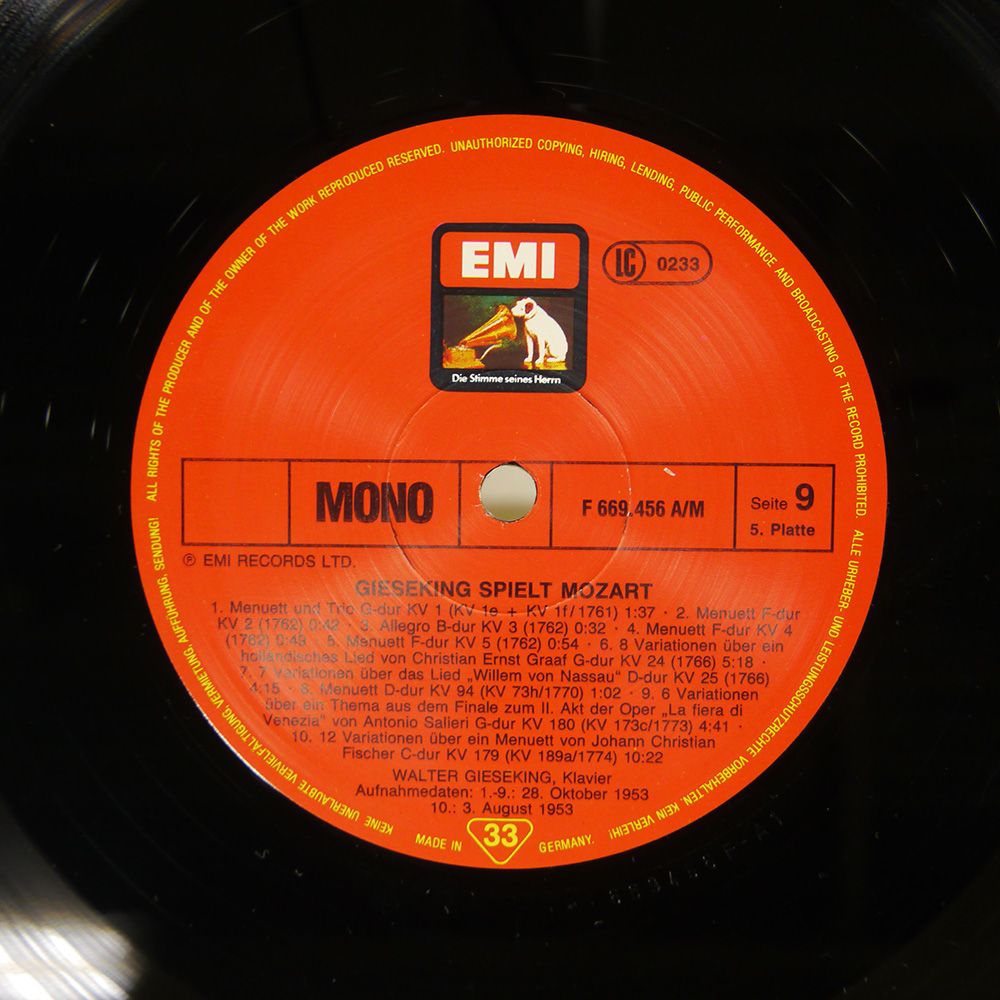 ALL RIGHTS OF THE PRODUCER AND OF THE OWNER OF THE WORK REPRODUCED RESERVED. UNAUTHORIZED COPYING, HIRING, LENDING, PUBLIC PERFORMANCE AND BROADCASTING OF THE RECORD PROHIBITED.
ALLE URHEBER- UND LEISTUNGSSCHUTZRECHTE VORBEHALTEN. KEIN VERLEIH!
KEINE UNERLAUBTE VERVIELFÄLTIGUNG, VERMIETUNG, AUFFÜHRUNG, SENDUNG!
EMI
LC 0233
Die Stimme seines Herrn
MONO
F 669.456 A/M
Seite 9
5. Platte
℗ EMI RECORDS LTD.
GIESEKING SPIELT MOZART
1. Menuett und Trio G-dur KV 1 (KV 1e + KV 1f/1761) 1:37 · 2. Menuett F-dur
KV 2 (1762) 0:42 · 3. Allegro B-dur KV 3 (1762) 0:32 · 4. Menuett F-dur KV 4
(1762) 0:49 · 5. Menuett F-dur KV 5 (1762) 0:54 · 6. 8 Variationen über ein
holländisches Lied von Christian Ernst Graaf G-dur KV 24 (1766) 5:18 ·
7. 7 Variationen über das Lied „Willem von Nassau" D-dur KV 25 (1766)
4:15 · 8. Menuett D-dur KV 94 (KV 73h/1770) 1:02 · 9. 6 Variationen
über ein Thema aus dem Finale zum II. Akt der Oper „La fiera di
Venezia" von Antonio Salieri G-dur KV 180 (KV 173c/1773) 4:41 ·
10. 12 Variationen über ein Menuett von Johann Christian
Fischer C-dur KV 179 (KV 189a/1774) 10:22
WALTER GIESEKING, Klavier
Aufnahmedaten: 1.-9.: 28. Oktober 1953
10.: 3. August 1953
MADE IN 33 GERMANY.